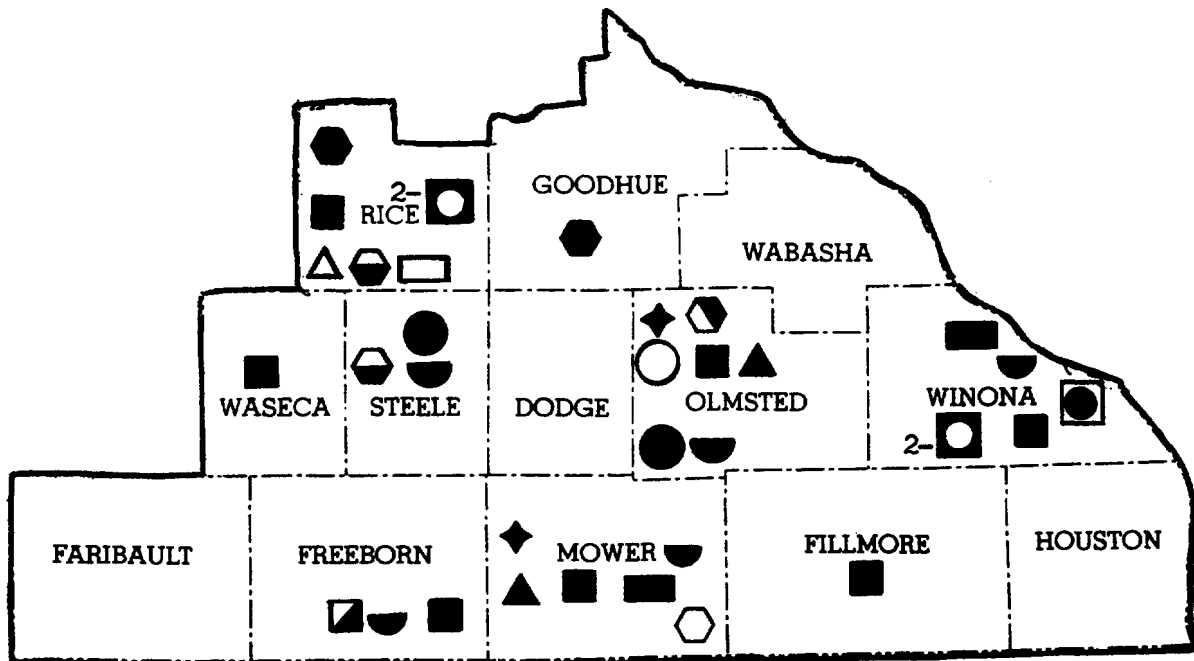 GOODHUE
2-
RICE
WABASHA
WASECA
STEELE
DODGE
OLMSTED
WINONA
2-
FARIBAULT
FREEBORN
MOWER
FILLMORE
HOUSTON